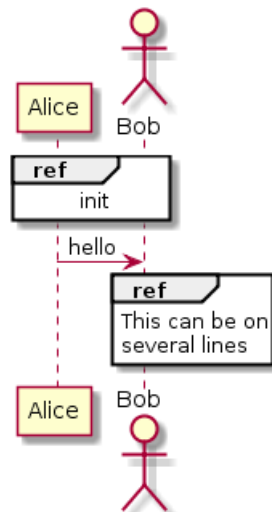 Alice
Bob
ref
init
hello
ref
This can be on
several lines
Alice
Bob